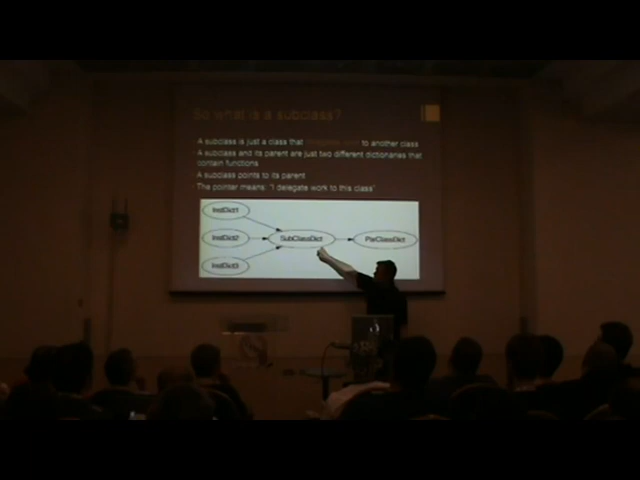 So what is a subclass?
A subclass is just a class that delegates work to another class
A subclass and its parent are just two different dictionaries that
contain functions
A subclass points to its parent
The pointer means: "I delegate work to this class"
InstDict1
InstDict2
SubClassDict
ParClassDict
InstDict3